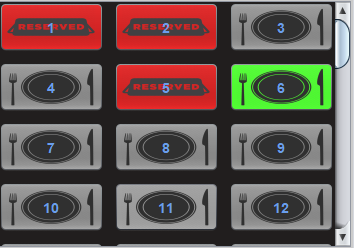 RESERVED 1 RESERVED 2 3
4 RESERVED 5 6
7 8 9
10 11 12